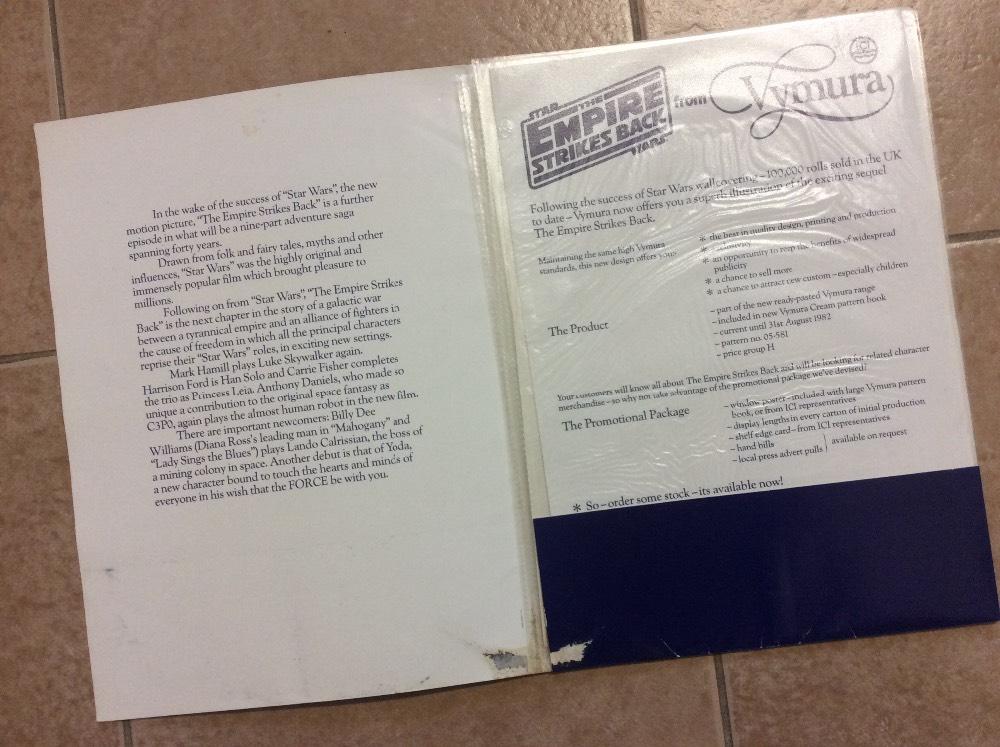 In the wake of the success of “Star Wars”, the new
motion picture, “The Empire Strikes Back” is a further
episode in what will be a nine-part adventure saga
spanning forty years.
Drawn from folk and fairy tales, myths and other
influences, “Star Wars” was the highly original and
immensely popular film which brought pleasure to
millions.
Following on from “Star Wars”, “The Empire Strikes
Back” is the next chapter in the story of a galactic war
between a tyrannical empire and an alliance of fighters in
the cause of freedom in which all the principal characters
reprise their “Star Wars” roles, in exciting new settings.
Mark Hamill plays Luke Skywalker again.
Harrison Ford is Han Solo and Carrie Fisher completes
the trio as Princess Leia. Anthony Daniels, who made so
unique a contribution to the original space fantasy as
C3P0, again plays the almost human robot in the new film.
There are important newcomers: Billy Dee
Williams (Diana Ross’s leading man in “Mahogany” and
“Lady Sings the Blues”) plays Lando Calrissian, the boss of
a mining colony in space. Another debut is that of Yoda,
a new character bound to touch the hearts and minds of
everyone in his wish that the FORCE be with you.
STAR THE
EMPIRE
STRIKES BACK
WARS
from
Vymura
ICI
Following the success of Star Wars wallcovering – 100,000 rolls sold in the UK
to date – Vymura now offers you a superb illustration of the exciting sequel
The Empire Strikes Back.
Maintaining the same high Vymura
standards, this new design offers you:
* the best in quality design, printing and production
* exclusivity
* an opportunity to reap the benefits of widespread
publicity
* a chance to sell more
* a chance to attract new custom – especially children
The Product
– part of the new ready-pasted Vymura range
– included in new Vymura Cream pattern book
– current until 31st August 1982
– pattern no. 05-581
– price group H
Your customers will know all about The Empire Strikes Back and will be looking for related character
merchandise – so why not take advantage of the promotional package we’ve devised?
The Promotional Package
– window poster – included with large Vymura pattern
book, or from ICI representatives
– display lengths in every carton of initial production
– shelf edge card – from ICI representatives
– hand bills
– local press advert pulls
available on request
* So – order some stock – its available now!